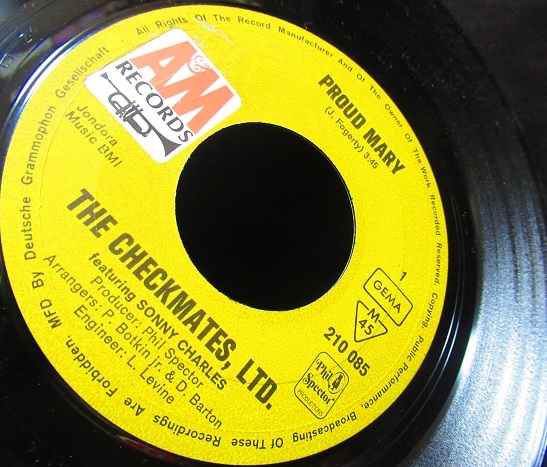 All Rights Of The Record Manufacturer And Of The Owner Of The Work Recorded Reserved. Copying, Public Performance, Broadcasting Of These Recordings Are Forbidden. MFD By Deutsche Grammophon Gesellschaft
A&M
RECORDS
Jondora
Music BMI
PROUD MARY
(J. Fogerty) 3:45
1
GEMA
M
45
210 085
THE CHECKMATES, LTD.
featuring SONNY CHARLES
Producer: Phil Spector
Arrangers: P. Botkin jr. & D. Barton
Engineer: L. Levine
Phil Spector
PRODUCTIONS